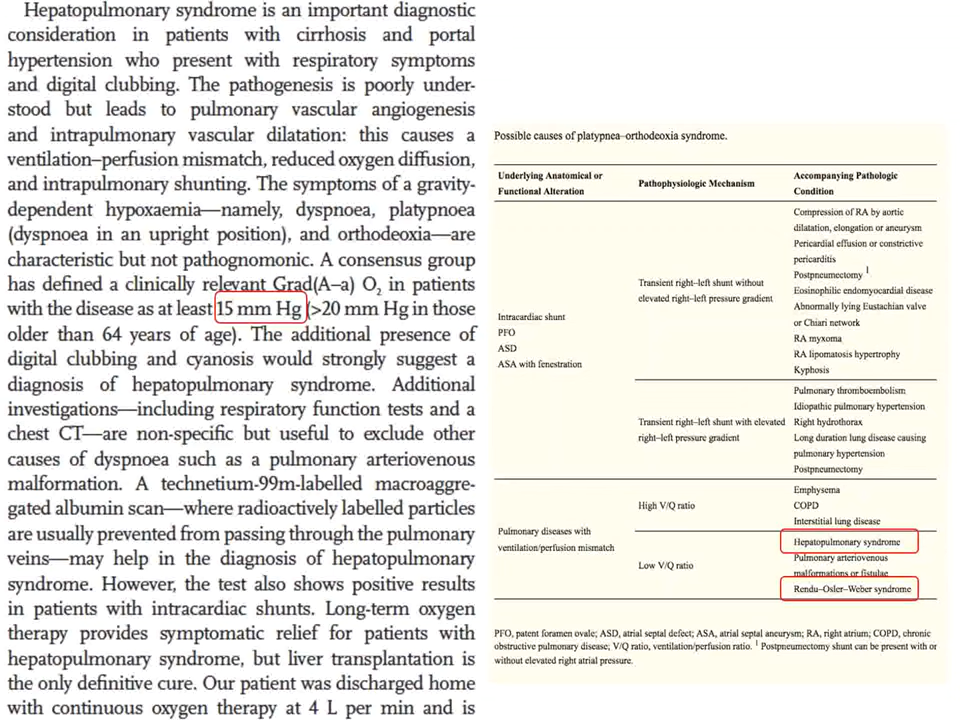 Hepatopulmonary syndrome is an important diagnostic
consideration in patients with cirrhosis and portal
hypertension who present with respiratory symptoms
and digital clubbing. The pathogenesis is poorly under-
stood but leads to pulmonary vascular angiogenesis
and intrapulmonary vascular dilatation: this causes a
ventilation–perfusion mismatch, reduced oxygen diffusion,
and intrapulmonary shunting. The symptoms of a gravity-
dependent hypoxaemia—namely, dyspnoea, platypnoea
(dyspnoea in an upright position), and orthodeoxia—are
characteristic but not pathognomonic. A consensus group
has defined a clinically relevant Grad(A–a) O₂ in patients
with the disease as at least 15 mm Hg (>20 mm Hg in those
older than 64 years of age). The additional presence of
digital clubbing and cyanosis would strongly suggest a
diagnosis of hepatopulmonary syndrome. Additional
investigations—including respiratory function tests and a
chest CT—are non-specific but useful to exclude other
causes of dyspnoea such as a pulmonary arteriovenous
malformation. A technetium-99m-labelled macroaggre-
gated albumin scan—where radioactively labelled particles
are usually prevented from passing through the pulmonary
veins—may help in the diagnosis of hepatopulmonary
syndrome. However, the test also shows positive results
in patients with intracardiac shunts. Long-term oxygen
therapy provides symptomatic relief for patients with
hepatopulmonary syndrome, but liver transplantation is
the only definitive cure. Our patient was discharged home
with continuous oxygen therapy at 4 L per min and is
Possible causes of platypnea–orthodeoxia syndrome.
Underlying Anatomical or
Functional Alteration
Pathophysiologic Mechanism
Accompanying Pathologic
Condition
Intracardiac shunt
PFO
ASD
ASA with fenestration
Transient right–left shunt without
elevated right–left pressure gradient
Compression of RA by aortic
dilatation, elongation or aneurysm
Pericardial effusion or constrictive
pericarditis
Postpneumectomy ¹
Eosinophilic endomyocardial disease
Abnormally lying Eustachian valve
or Chiari network
RA myxoma
RA lipomatosis hypertrophy
Kyphosis
Transient right–left shunt with elevated
right–left pressure gradient
Pulmonary thromboembolism
Idiopathic pulmonary hypertension
Right hydrothorax
Long duration lung disease causing
pulmonary hypertension
Postpneumectomy
Pulmonary diseases with
ventilation/perfusion mismatch
High V/Q ratio
Emphysema
COPD
Interstitial lung disease
Low V/Q ratio
Hepatopulmonary syndrome
Pulmonary arteriovenous
malformations or fistulae
Rendu–Osler–Weber syndrome
PFO, patent foramen ovale; ASD, atrial septal defect; ASA, atrial septal aneurysm; RA, right atrium; COPD, chronic
obstructive pulmonary disease; V/Q ratio, ventilation/perfusion ratio. ¹ Postpneumectomy shunt can be present with or
without elevated right atrial pressure.